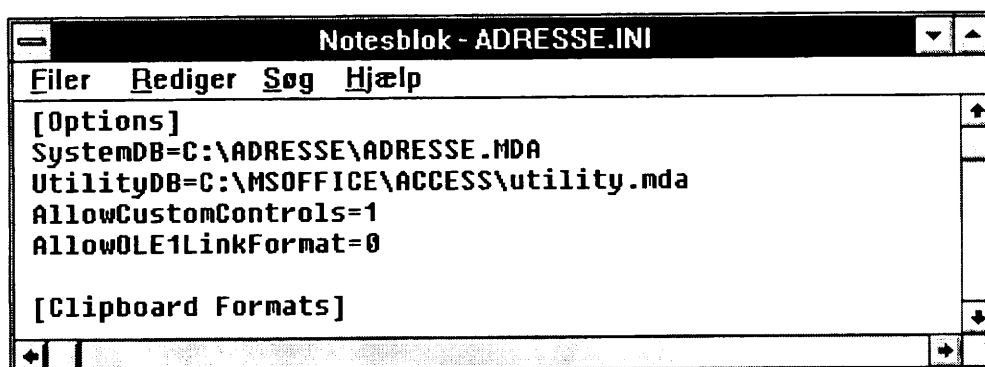 Notesblok - ADRESSE.INI
Filer Rediger Søg Hjælp
[Options]
SystemDB=C:\ADRESSE\ADRESSE.MDA
UtilityDB=C:\MSOFFICE\ACCESS\utility.mda
AllowCustomControls=1
AllowOLE1LinkFormat=0
[Clipboard Formats]